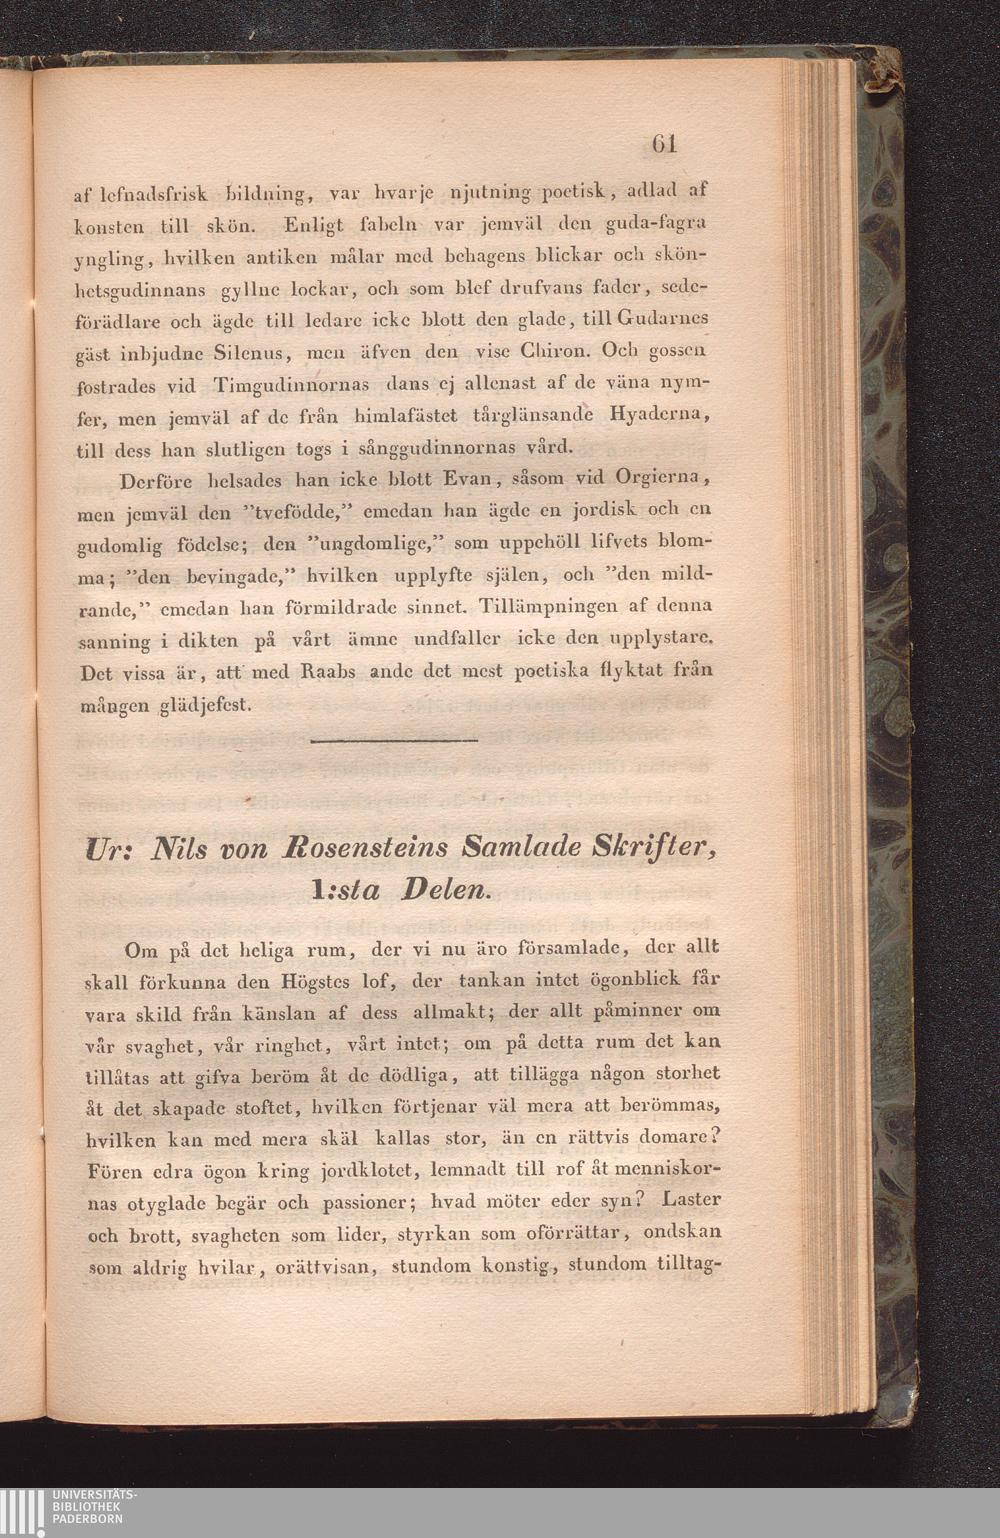 61
af lefnadsfrisk bildning, var hvarje njutning poetisk, adlad af
konsten till skön. Enligt fabeln var jemväl den guda-fagra
yngling, hvilken antiken målar med behagens blickar och skön-
hetsgudinnans gyllne lockar, och som blef drufvans fader, sede-
förädlare och ägde till ledare icke blott den glade, till Gudarnes
gäst inbjudne Silenus, men äfven den vise Chiron. Och gossen
fostrades vid Timgudinnornas dans ej allenast af de väna nym-
fer, men jemväl af de från himlafästet tårglänsande Hyaderna,
till dess han slutligen togs i sånggudinnornas vård.
Derföre helsades han icke blott Evan, såsom vid Orgierna,
men jemväl den ”tvefödde,” emedan han ägde en jordisk och en
gudomlig födelse; den ”ungdomlige,” som uppehöll lifvets blom-
ma; ”den bevingade,” hvilken upplyfte själen, och ”den mild-
rande,” emedan han förmildrade sinnet. Tillämpningen af denna
sanning i dikten på vårt ämne undfaller icke den upplystare.
Det vissa är, att med Raabs ande det mest poetiska flyktat från
mången glädjefest.
Ur: Nils von Rosensteins Samlade Skrifter,
1:sta Delen.
Om på det heliga rum, der vi nu äro församlade, der allt
skall förkunna den Högstes lof, der tankan intet ögonblick får
vara skild från känslan af dess allmakt; der allt påminner om
vår svaghet, vår ringhet, vårt intet; om på detta rum det kan
tillåtas att gifva beröm åt de dödliga, att tillägga någon storhet
åt det skapade stoftet, hvilken förtjenar väl mera att berömmas,
hvilken kan med mera skäl kallas stor, än en rättvis domare?
Fören edra ögon kring jordklotet, lemnadt till rof åt menniskor-
nas otyglade begär och passioner; hvad möter eder syn? Laster
och brott, svagheten som lider, styrkan som oförrättar, ondskan
som aldrig hvilar, orättvisan, stundom konstig, stundom tilltag-
UNIVERSITÄTS-
BIBLIOTHEK
PADERBORN